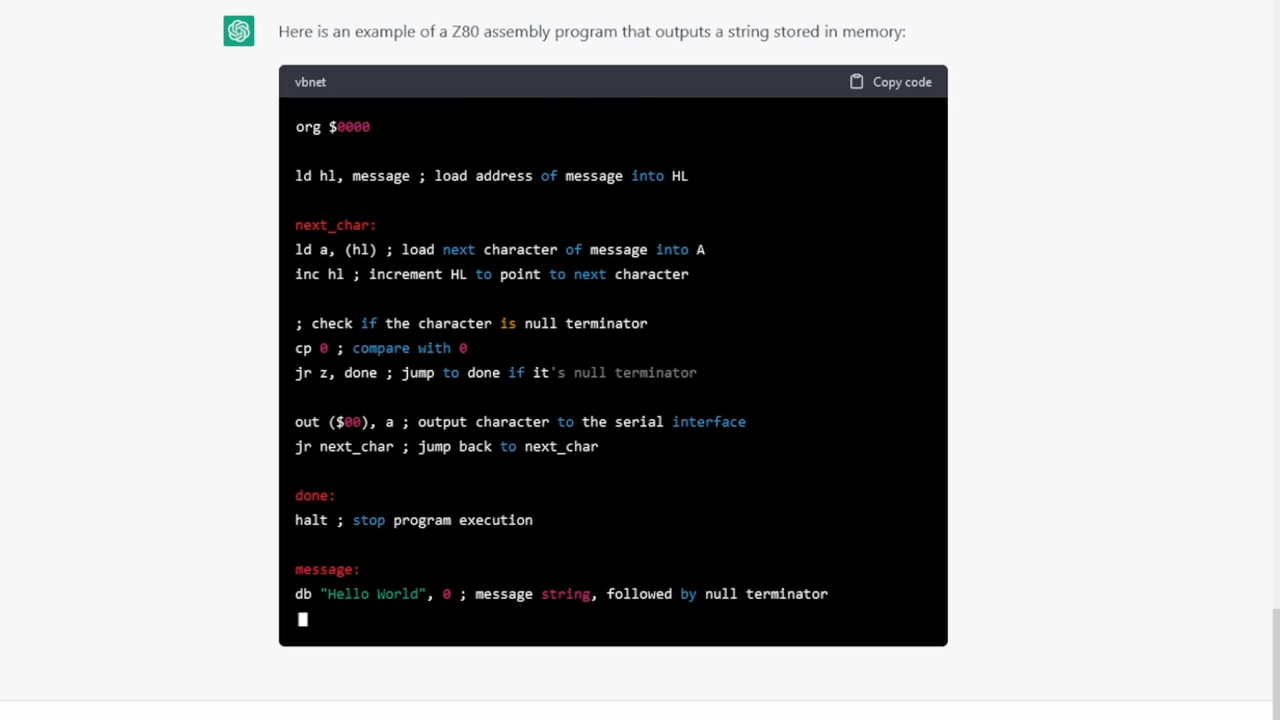 Here is an example of a Z80 assembly program that outputs a string stored in memory:
vbnet
Copy code
org $0000
ld hl, message ; load address of message into HL
next_char:
ld a, (hl) ; load next character of message into A
inc hl ; increment HL to point to next character
; check if the character is null terminator
cp 0 ; compare with 0
jr z, done ; jump to done if it's null terminator
out ($00), a ; output character to the serial interface
jr next_char ; jump back to next_char
done:
halt ; stop program execution
message:
db "Hello World", 0 ; message string, followed by null terminator